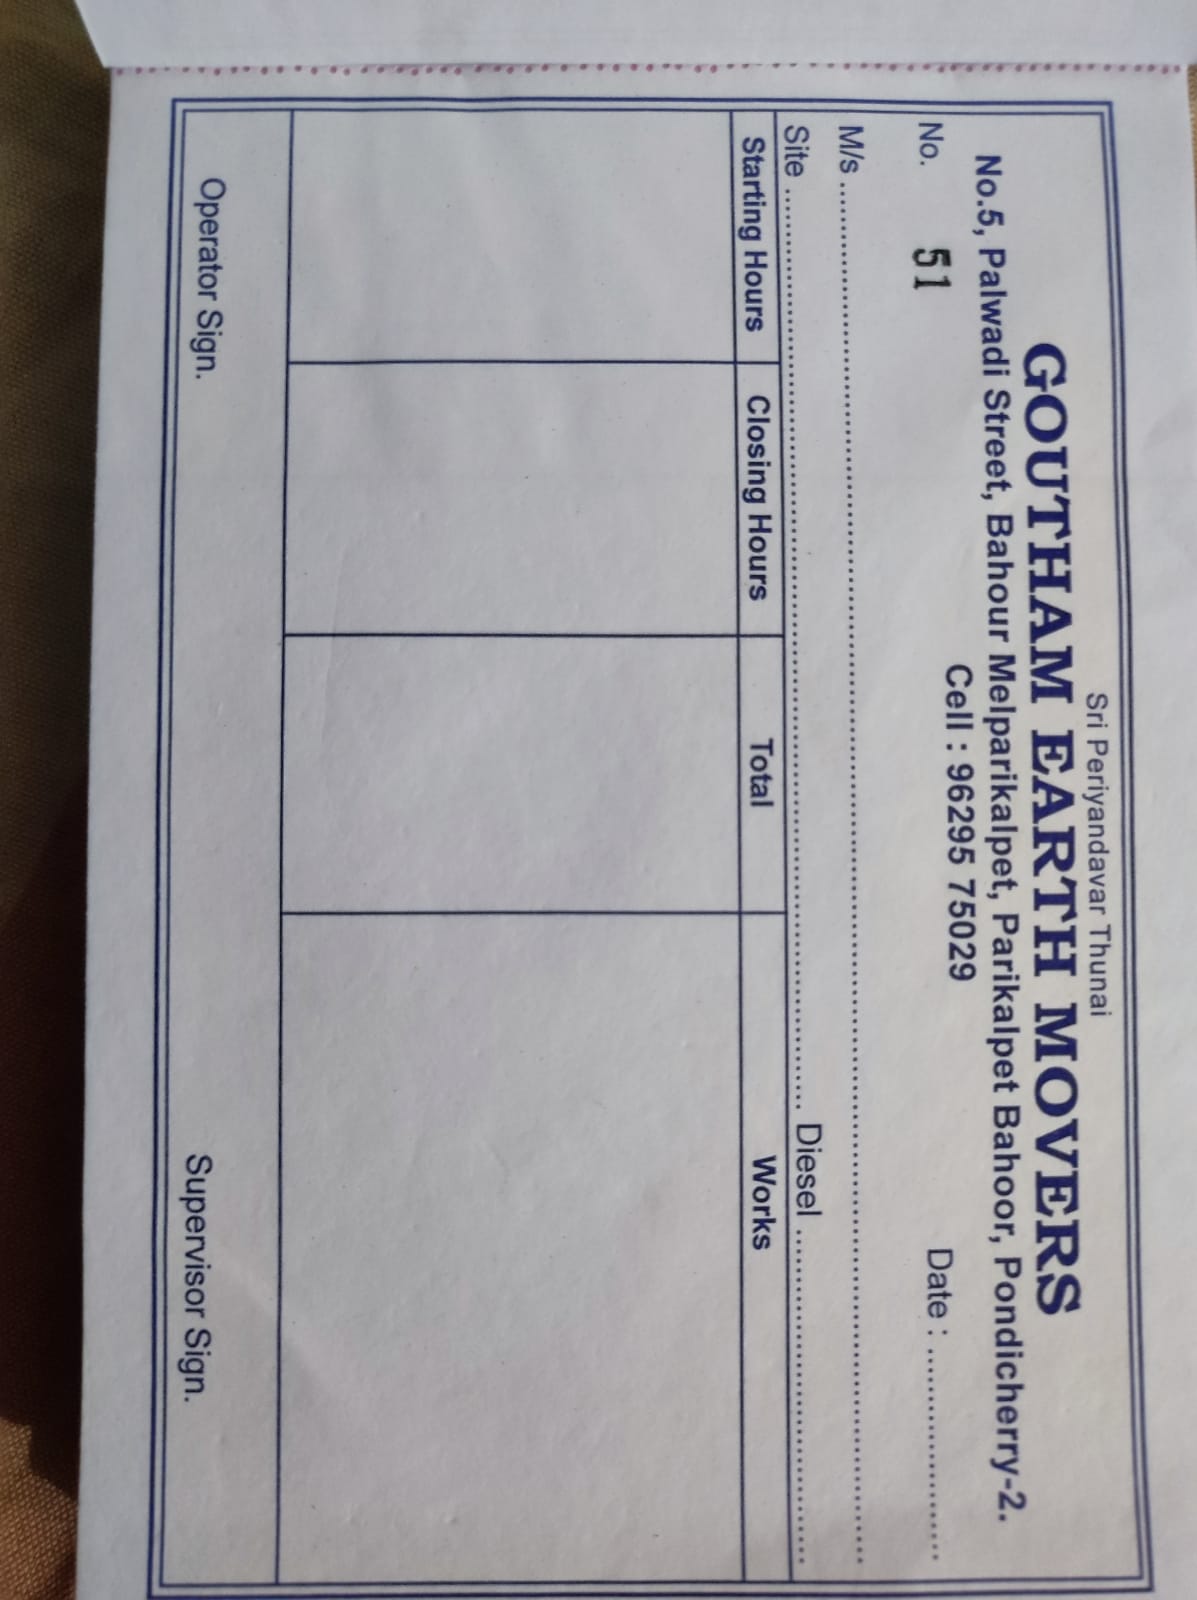 Sri Periyandavar Thunai
GOUTHAM EARTH MOVERS
No.5, Palwadi Street, Bahour Melparikalpet, Parikalpet Bahoor, Pondicherry-2.
Cell : 96295 75029
No. 51 Date : ....................
M/s ........................................................................
Site ........................................................ Diesel ..............................
Starting Hours Closing Hours Total Works
Operator Sign. Supervisor Sign.